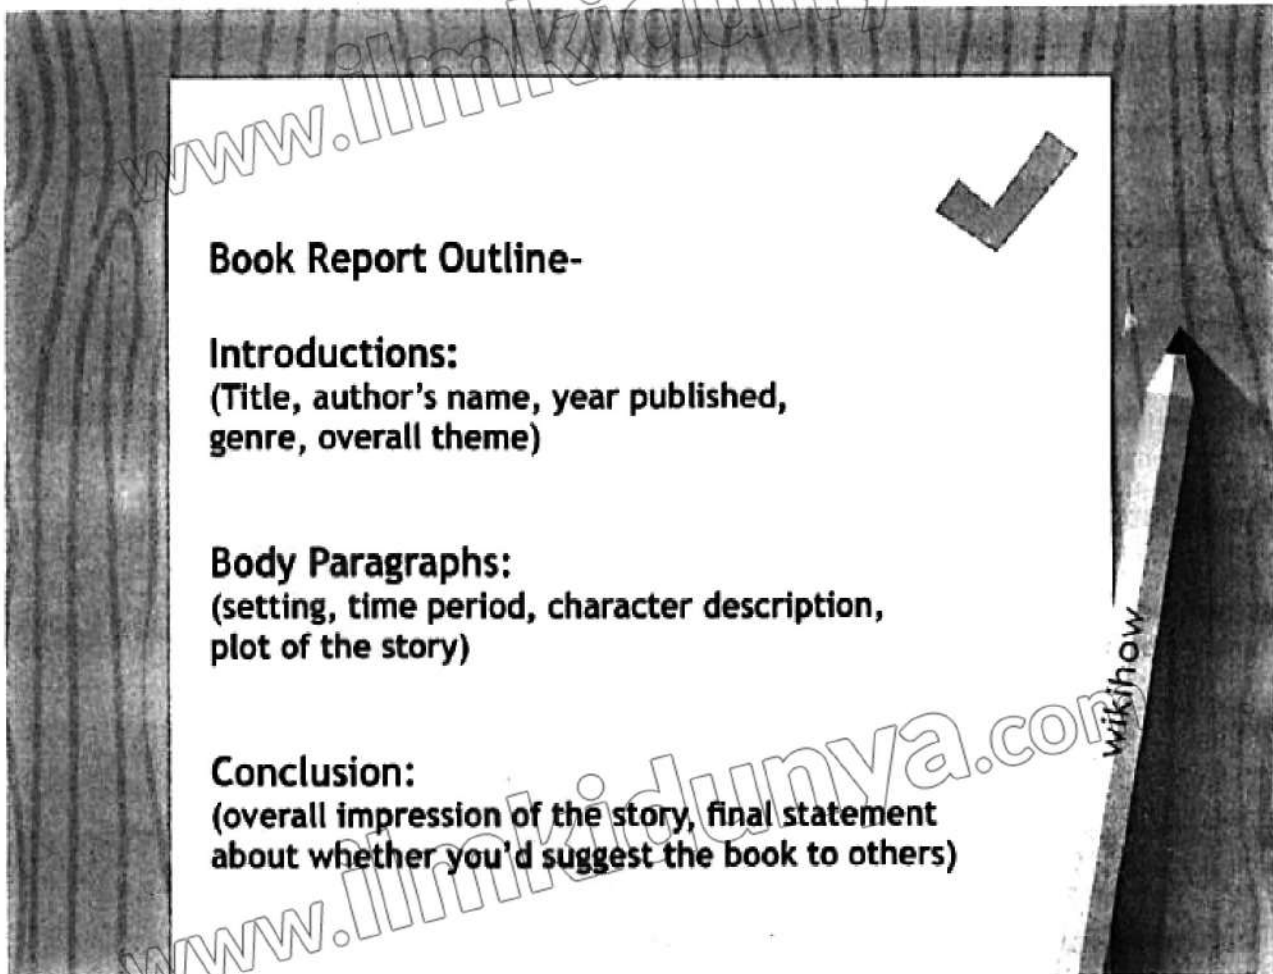 www.ilmkidunya
Book Report Outline-
Introductions:
(Title, author's name, year published,
genre, overall theme)
Body Paragraphs:
(setting, time period, character description,
plot of the story)
wikihow
Conclusion:
(overall impression of the story, final statement
about whether you'd suggest the book to others)
www.ilmkidunya.com